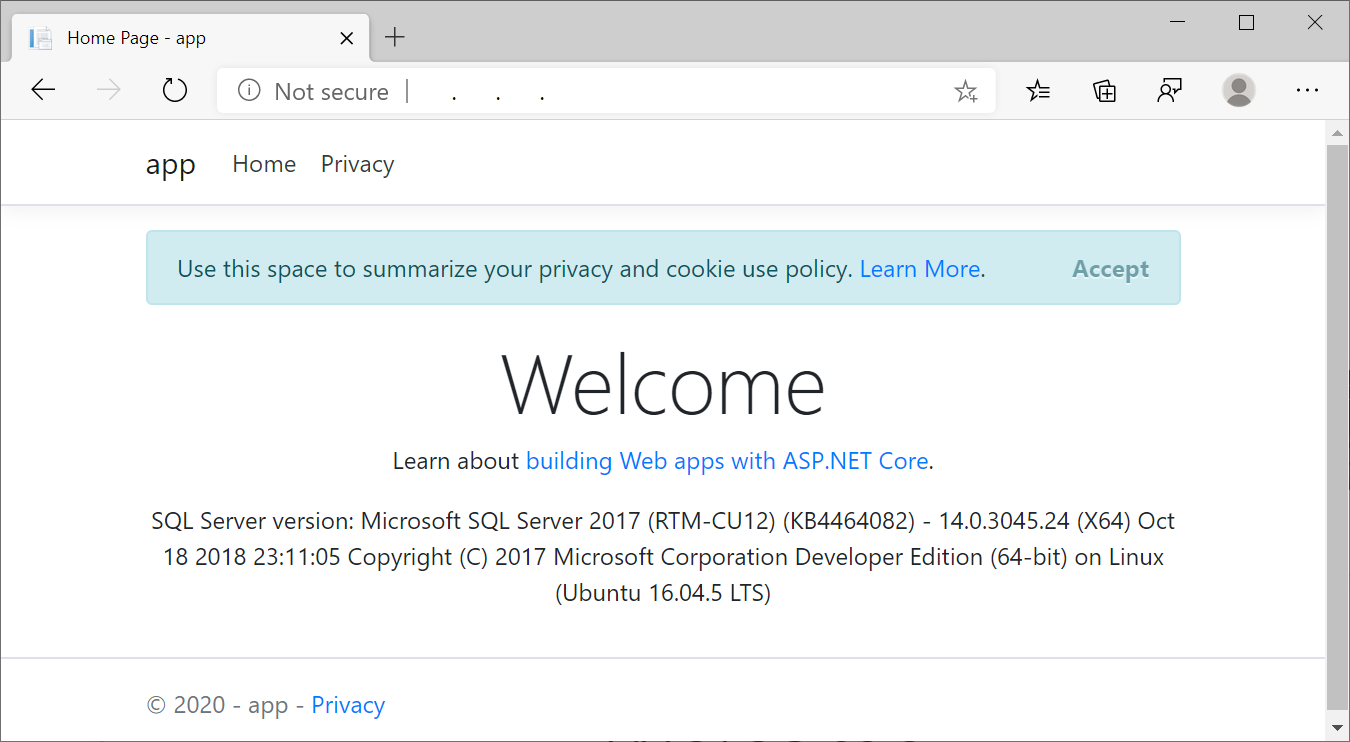 Home Page - app
Not secure | . . .
app Home Privacy
Use this space to summarize your privacy and cookie use policy. Learn More. Accept
Welcome
Learn about building Web apps with ASP.NET Core.
SQL Server version: Microsoft SQL Server 2017 (RTM-CU12) (KB4464082) - 14.0.3045.24 (X64) Oct
18 2018 23:11:05 Copyright (C) 2017 Microsoft Corporation Developer Edition (64-bit) on Linux
(Ubuntu 16.04.5 LTS)
© 2020 - app - Privacy